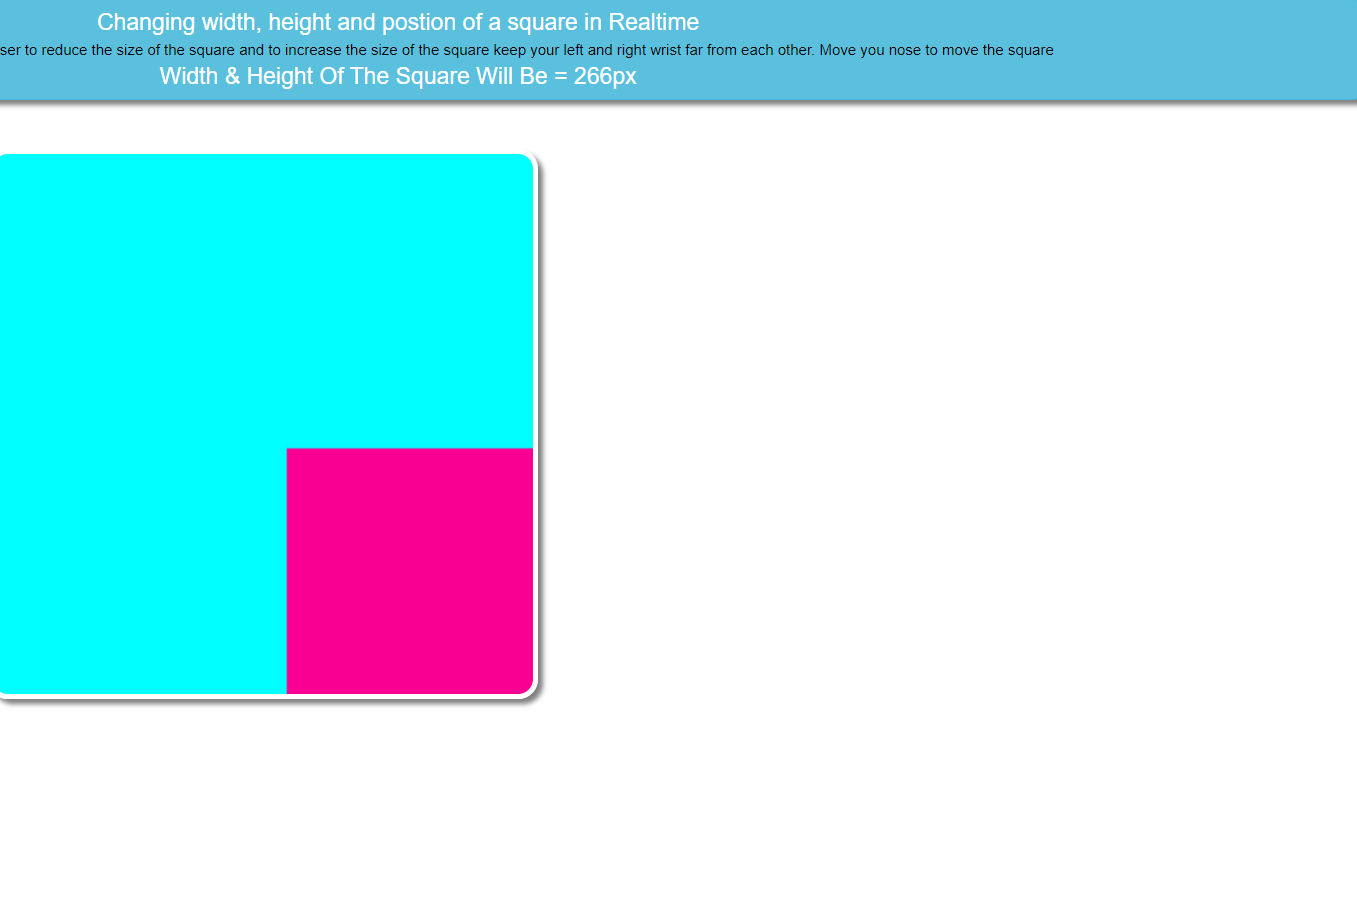 Changing width, height and postion of a square in Realtime
to reduce the size of the square and to increase the size of the square keep your left and right wrist far from each other. Move you nose to move the square
Width & Height Of The Square Will Be = 266px